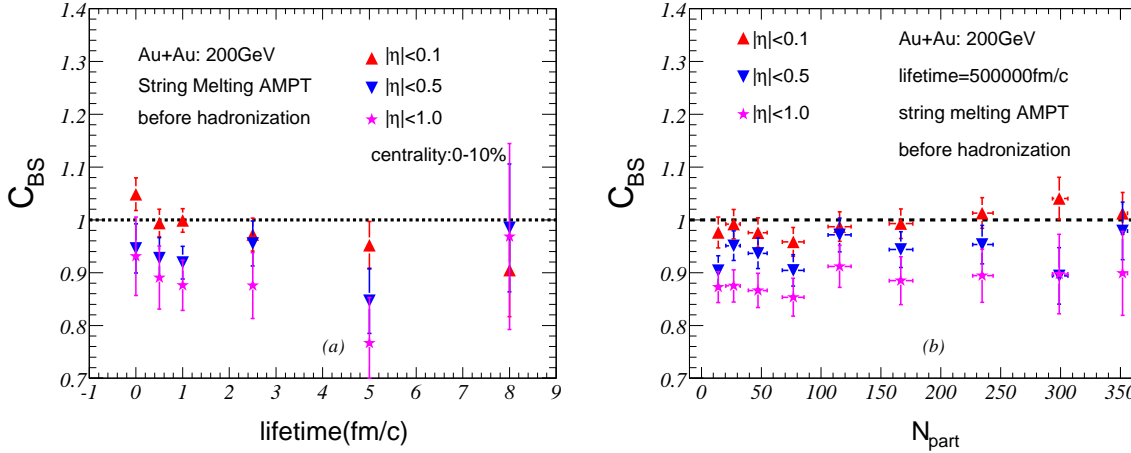 1.4
1.3
1.2
1.1
1
0.9
0.8
0.7
C_BS
Au+Au: 200GeV
String Melting AMPT
before hadronization
|η|<0.1
|η|<0.5
|η|<1.0
centrality:0-10%
(a)
-1 0 1 2 3 4 5 6 7 8 9
lifetime(fm/c)
1.4
1.3
1.2
1.1
1
0.9
0.8
0.7
C_BS
|η|<0.1
|η|<0.5
|η|<1.0
Au+Au: 200GeV
lifetime=500000fm/c
string melting AMPT
before hadronization
(b)
0 50 100 150 200 250 300 350
N_part